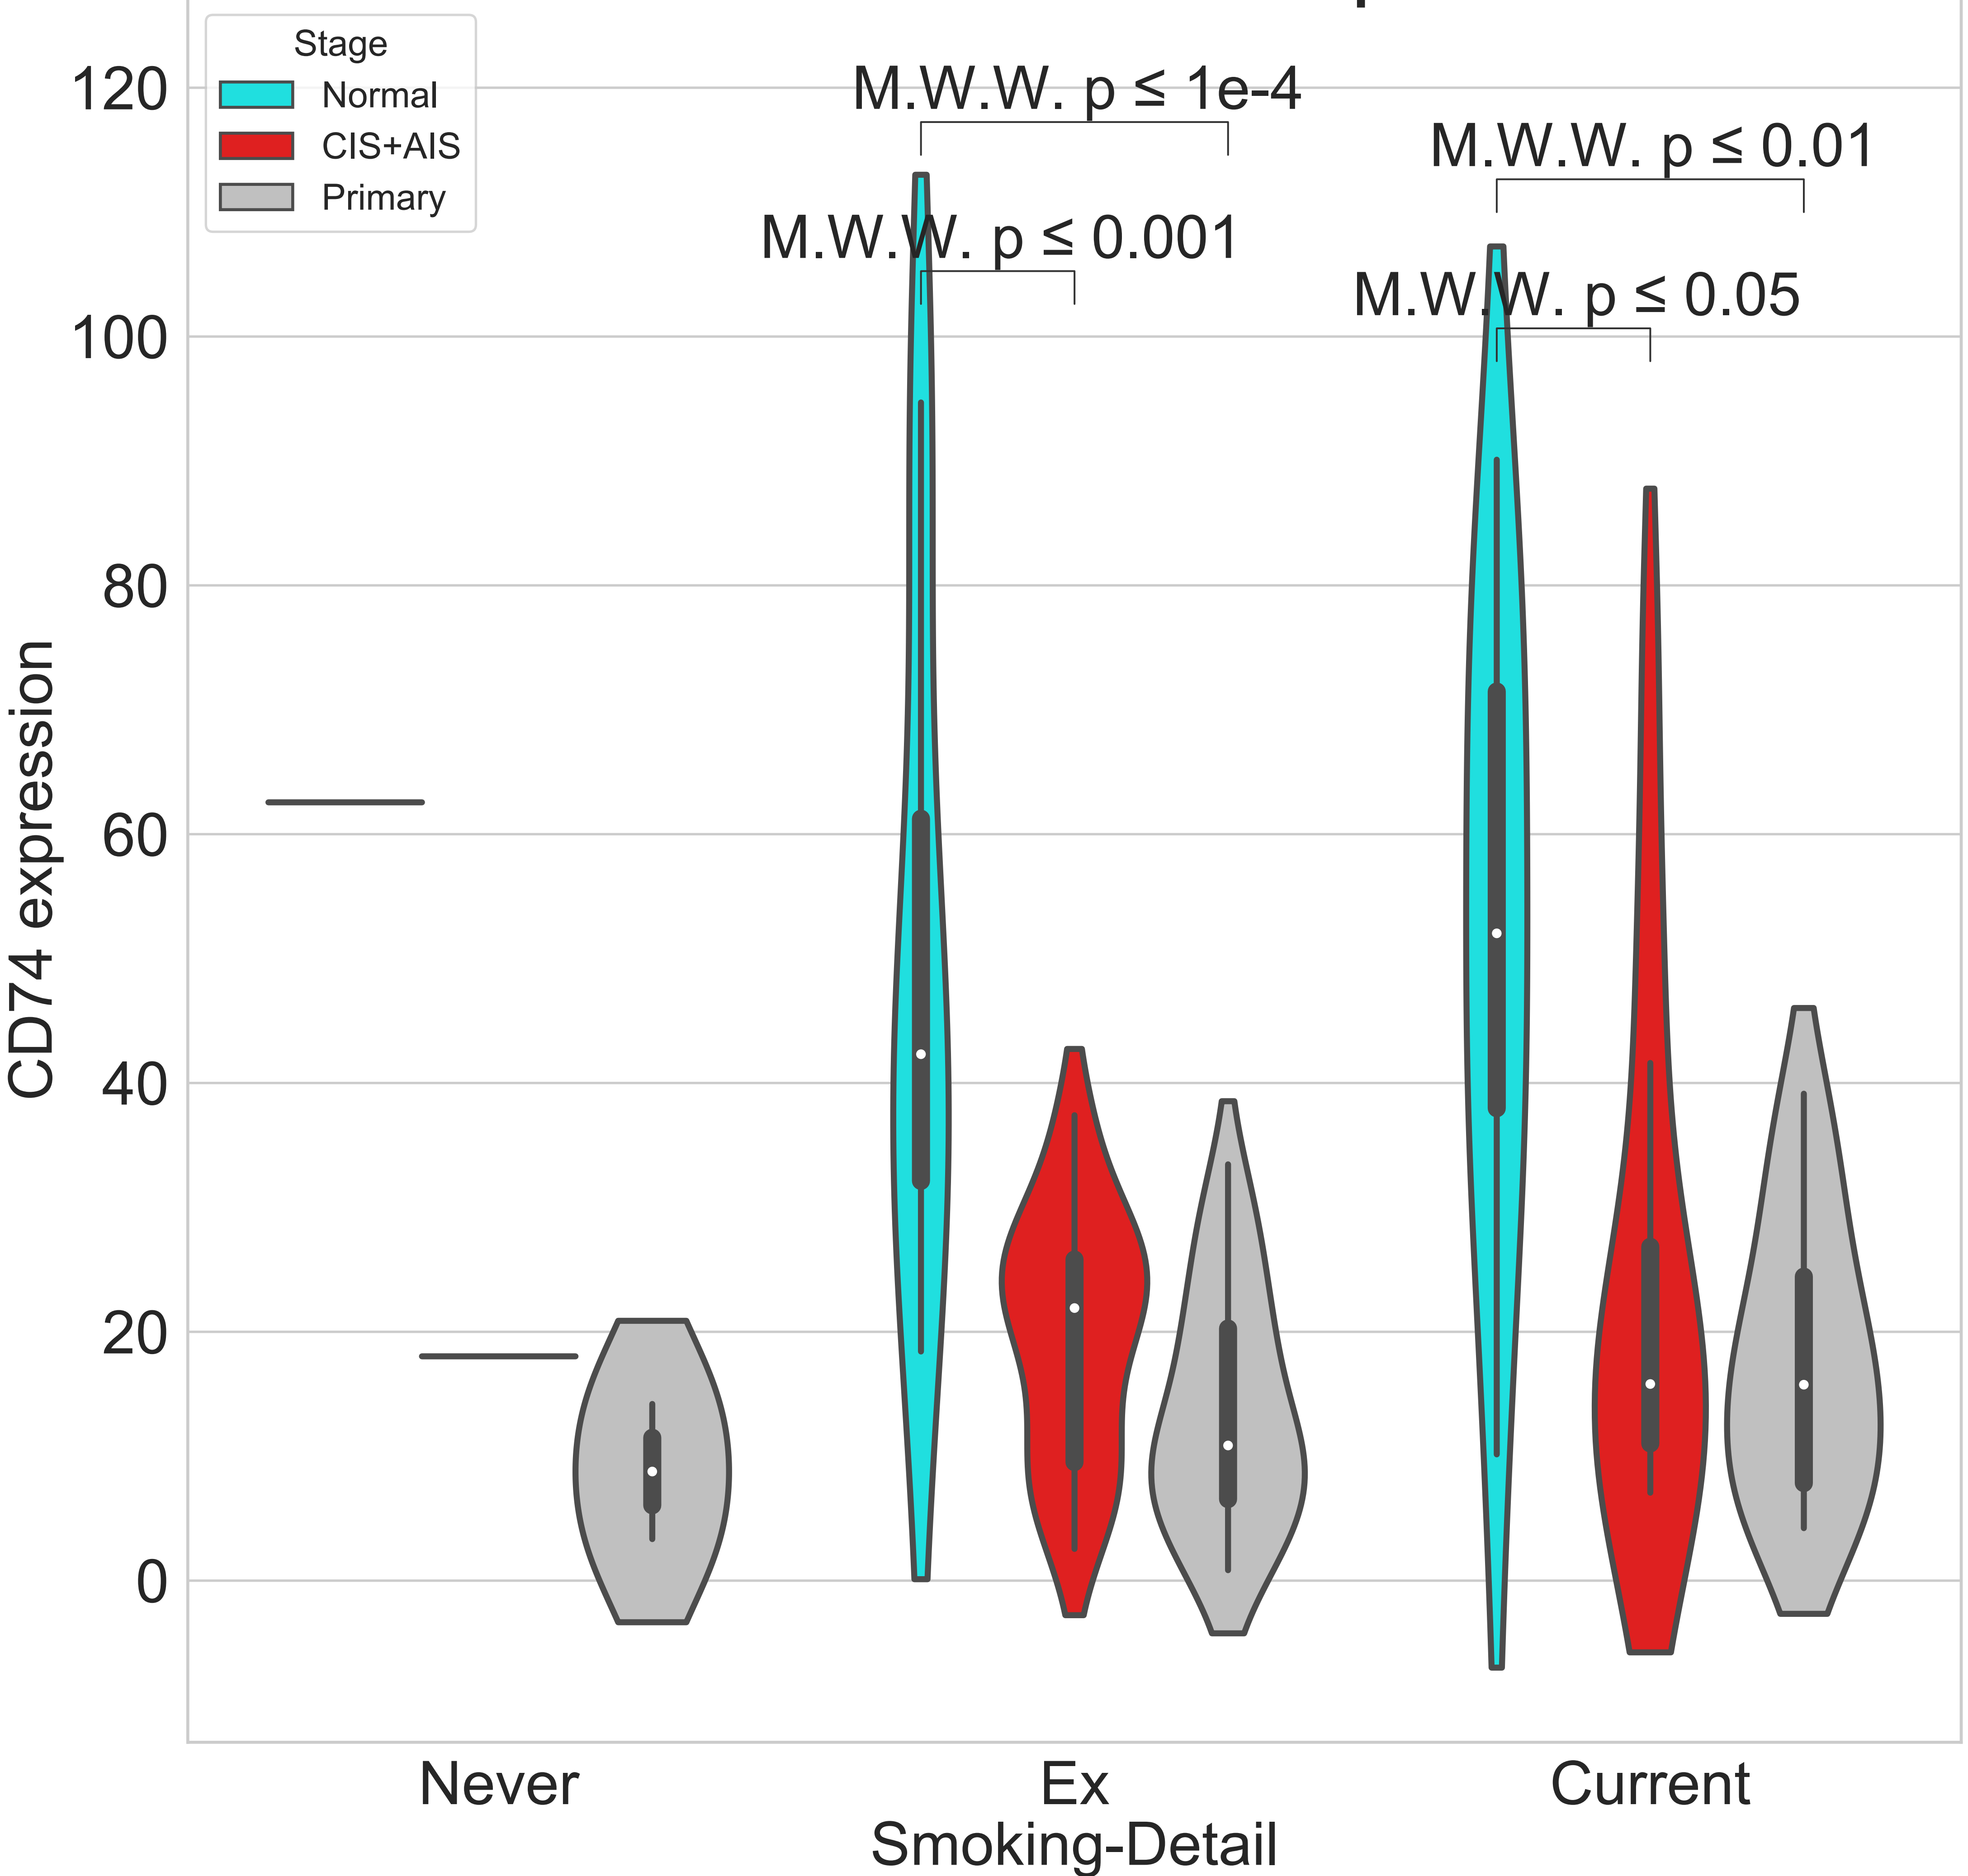 Stage
Normal
CIS+AIS
Primary
M.W.W. p ≤ 1e-4
M.W.W. p ≤ 0.01
M.W.W. p ≤ 0.001
M.W.W. p ≤ 0.05
CD74 expression
120
100
80
60
40
20
0
Never
Ex
Current
Smoking-Detail